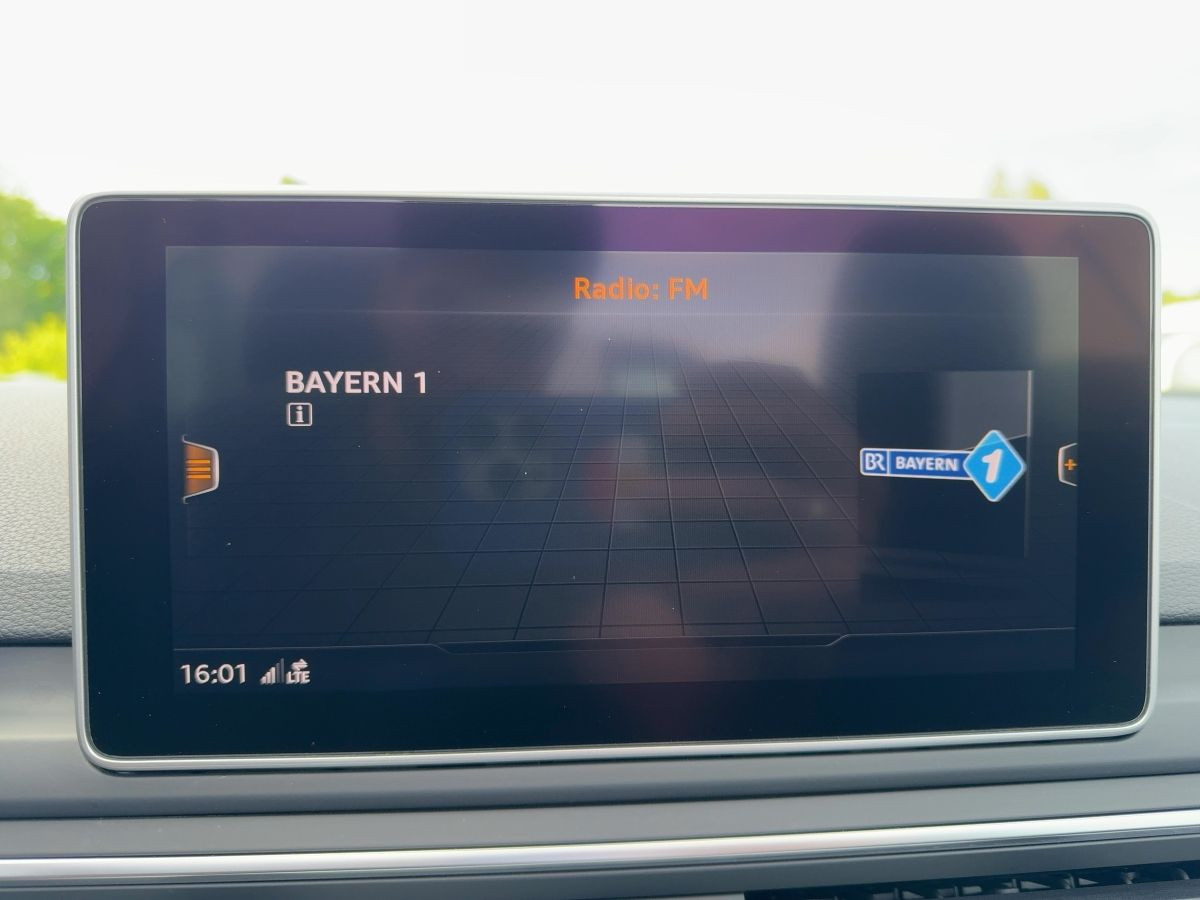 Radio: FM
BAYERN 1
i
BR BAYERN 1
16:01 LTE